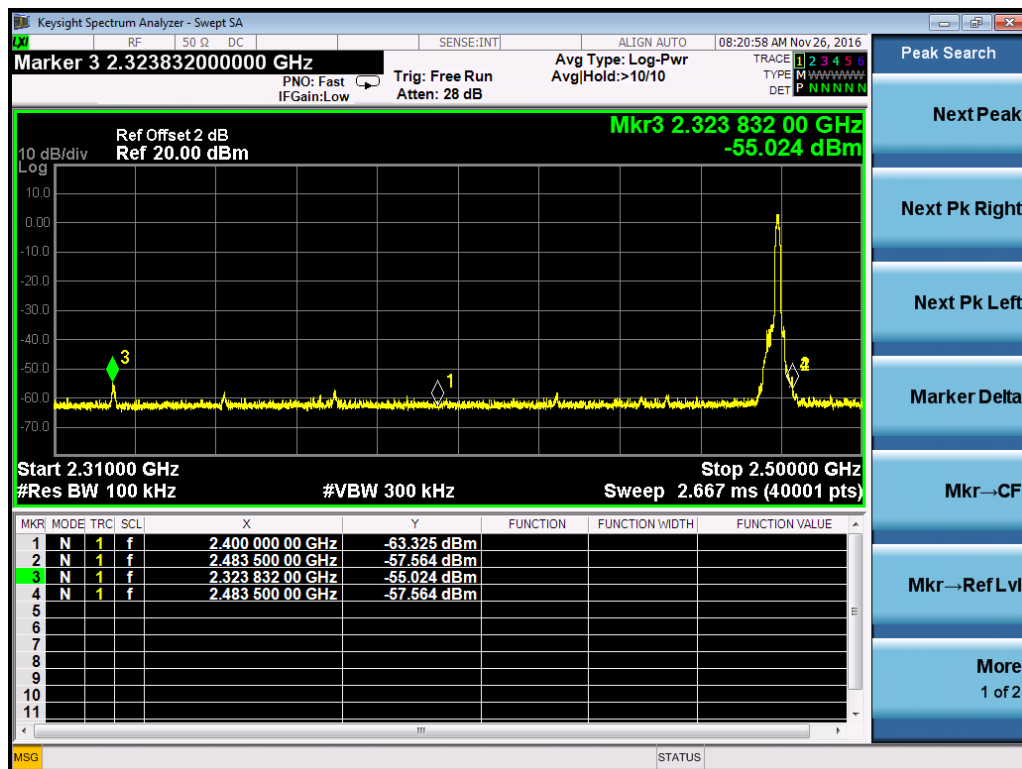 Keysight Spectrum Analyzer - Swept SA
LXI RF 50 Ω DC SENSE:INT ALIGN AUTO 08:20:58 AM Nov 26, 2016
Marker 3 2.323832000000 GHz
PNO: Fast
IFGain:Low
Trig: Free Run
Atten: 28 dB
Avg Type: Log-Pwr
Avg|Hold:>10/10
TRACE 1 2 3 4 5 6
TYPE M WWWWWW
DET P N N N N N
Ref Offset 2 dB
10 dB/div Ref 20.00 dBm
Log
Mkr3 2.323 832 00 GHz
-55.024 dBm
10.0
0.00
-10.0
-20.0
-30.0
-40.0
-50.0
-60.0
-70.0
3
1
Start 2.31000 GHz Stop 2.50000 GHz
#Res BW 100 kHz #VBW 300 kHz Sweep 2.667 ms (40001 pts)
MKR MODE TRC SCL X Y FUNCTION FUNCTION WIDTH FUNCTION VALUE
1 N 1 f 2.400 000 00 GHz -63.325 dBm
2 N 1 f 2.483 500 00 GHz -57.564 dBm
3 N 1 f 2.323 832 00 GHz -55.024 dBm
4 N 1 f 2.483 500 00 GHz -57.564 dBm
5
6
7
8
9
10
11
MSG STATUS
Peak Search
Next Peak
Next Pk Right
Next Pk Left
Marker Delta
Mkr→CF
Mkr→Ref Lvl
More
1 of 2